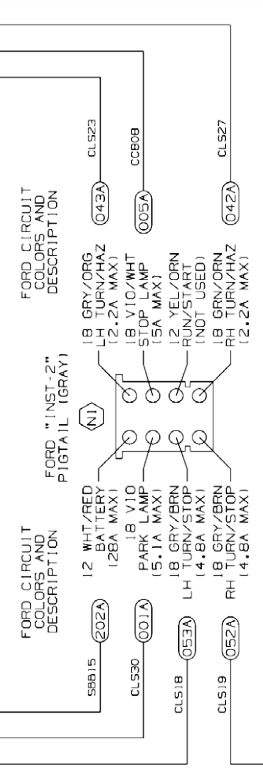 FORD CIRCUIT
COLORS AND
DESCRIPTION
CLS23
043A
18 GRY/ORG
LH TURN/HAZ
(2.2A MAX)
CCB08
005A
18 VIO/WHT
STOP LAMP
(5A MAX)
12 YEL/ORN
RUN/START
(NOT USED)
CLS27
042A
18 GRN/ORN
RH TURN/HAZ
(2.2A MAX)
FORD "INST-2"
PIGTAIL (GRAY)
N1
FORD CIRCUIT
COLORS AND
DESCRIPTION
12 WHT/RED
BATTERY
(28A MAX)
202A
SBB15
18 VIO
PARK LAMP
(5.1A MAX)
001A
CLS30
18 GRY/BRN
LH TURN/STOP
(4.8A MAX)
053A
CLS18
18 GRY/BRN
RH TURN/STOP
(4.8A MAX)
052A
CLS19